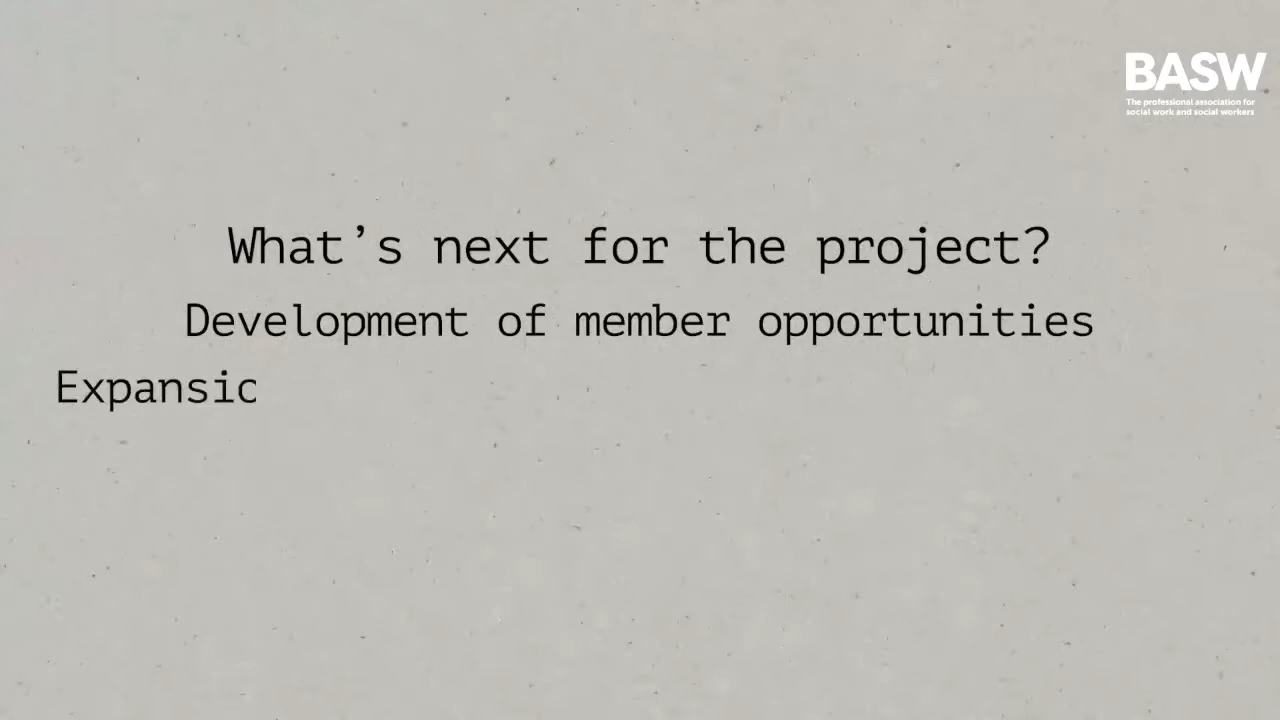 BASW
The professional association for
social work and social workers
What's next for the project?
Development of member opportunities